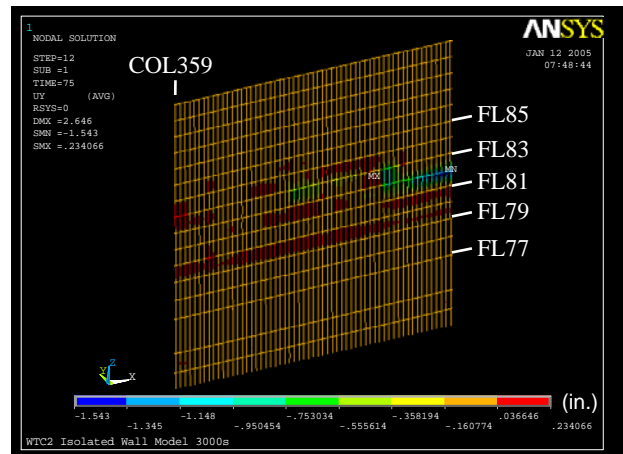 1
NODAL SOLUTION
ANSYS
JAN 12 2005
07:48:44
STEP=12
SUB =1
TIME=75
UY (AVG)
RSYS=0
DMX =2.646
SMN =-1.543
SMX =.234066
COL359
FL85
FL83
MX
MN
FL81
FL79
FL77
Z
Y
X
(in.)
-1.543 -1.148 -.753034 -.358194 .036646
-1.345 -.950454 -.555614 -.160774 .234066
WTC2 Isolated Wall Model 3000s